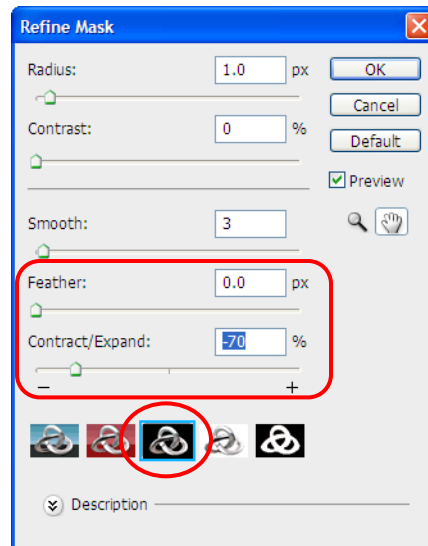 Refine Mask
Radius: 1.0 px
OK
Cancel
Contrast: 0 %
Default
Preview
Smooth: 3
Feather: 0.0 px
Contract/Expand: -70 %
− +
Description